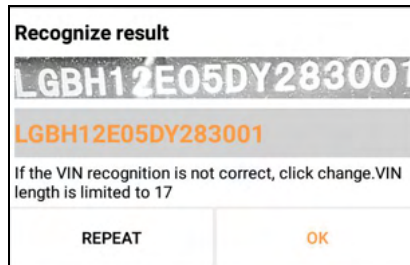 Recognize result
LGBH12E05DY283001
LGBH12E05DY283001
If the VIN recognition is not correct, click change.VIN
length is limited to 17
REPEAT OK